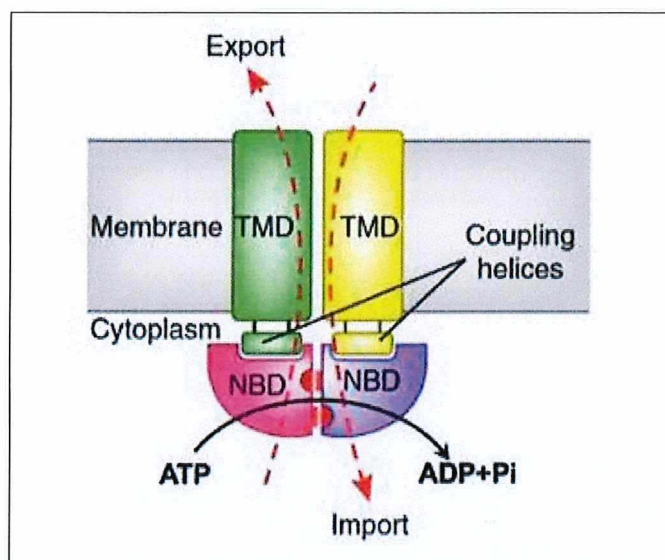 Export
Membrane
TMD
TMD
Coupling
helices
Cytoplasm
NBD
NBD
ATP
ADP+Pi
Import